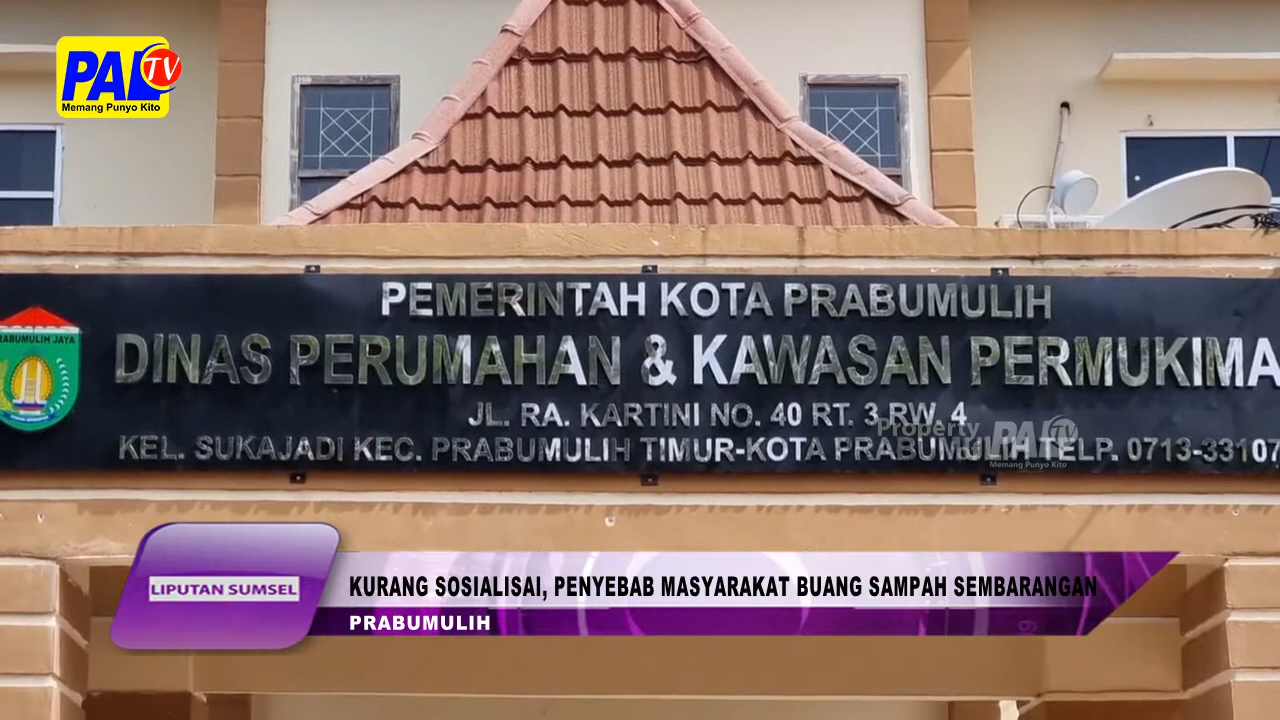 PAL TV
Memang Punyo Kito
PEMERINTAH KOTA PRABUMULIH
DINAS PERUMAHAN & KAWASAN PERMUKIMA
RABUMULIH JAYA
JL. RA. KARTINI NO. 40 RT. 3 RW. 4
KEL. SUKAJADI KEC. PRABUMULIH TIMUR-KOTA PRABUMULIH TELP. 0713-33107
Property of PAL TV
Memang Punyo Kito
LIPUTAN SUMSEL
KURANG SOSIALISAI, PENYEBAB MASYARAKAT BUANG SAMPAH SEMBARANGAN
PRABUMULIH